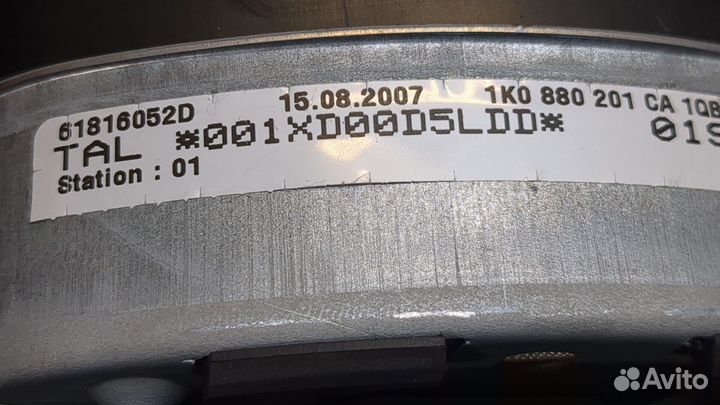 61816052D 15.08.2007 1K0 880 201 CA 1QB
TAL *001XD00D5LDD* 01S
Station : 01
Avito